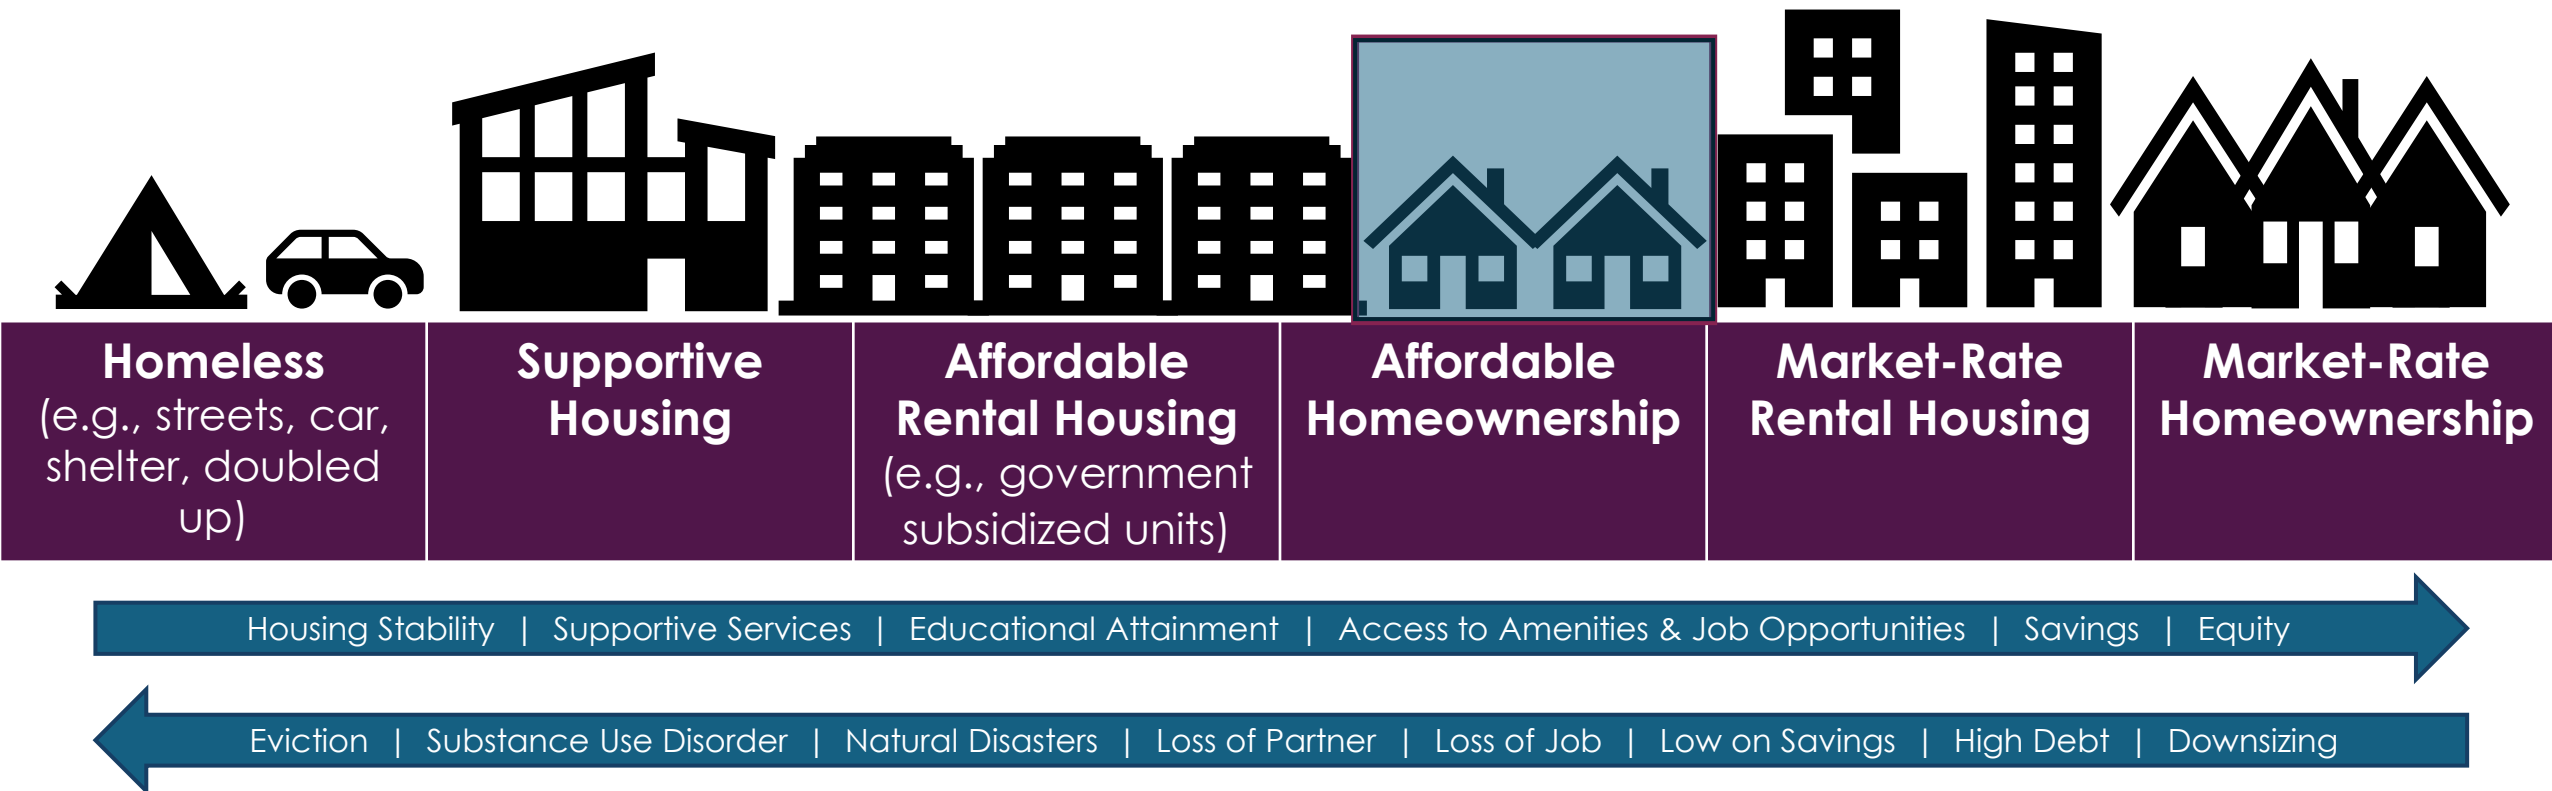 Homeless
(e.g., streets, car,
shelter, doubled
up)
Supportive
Housing
Affordable
Rental Housing
(e.g., government
subsidized units)
Affordable
Homeownership
Market-Rate
Rental Housing
Market-Rate
Homeownership
Housing Stability | Supportive Services | Educational Attainment | Access to Amenities & Job Opportunities | Savings | Equity
Eviction | Substance Use Disorder | Natural Disasters | Loss of Partner | Loss of Job | Low on Savings | High Debt | Downsizing